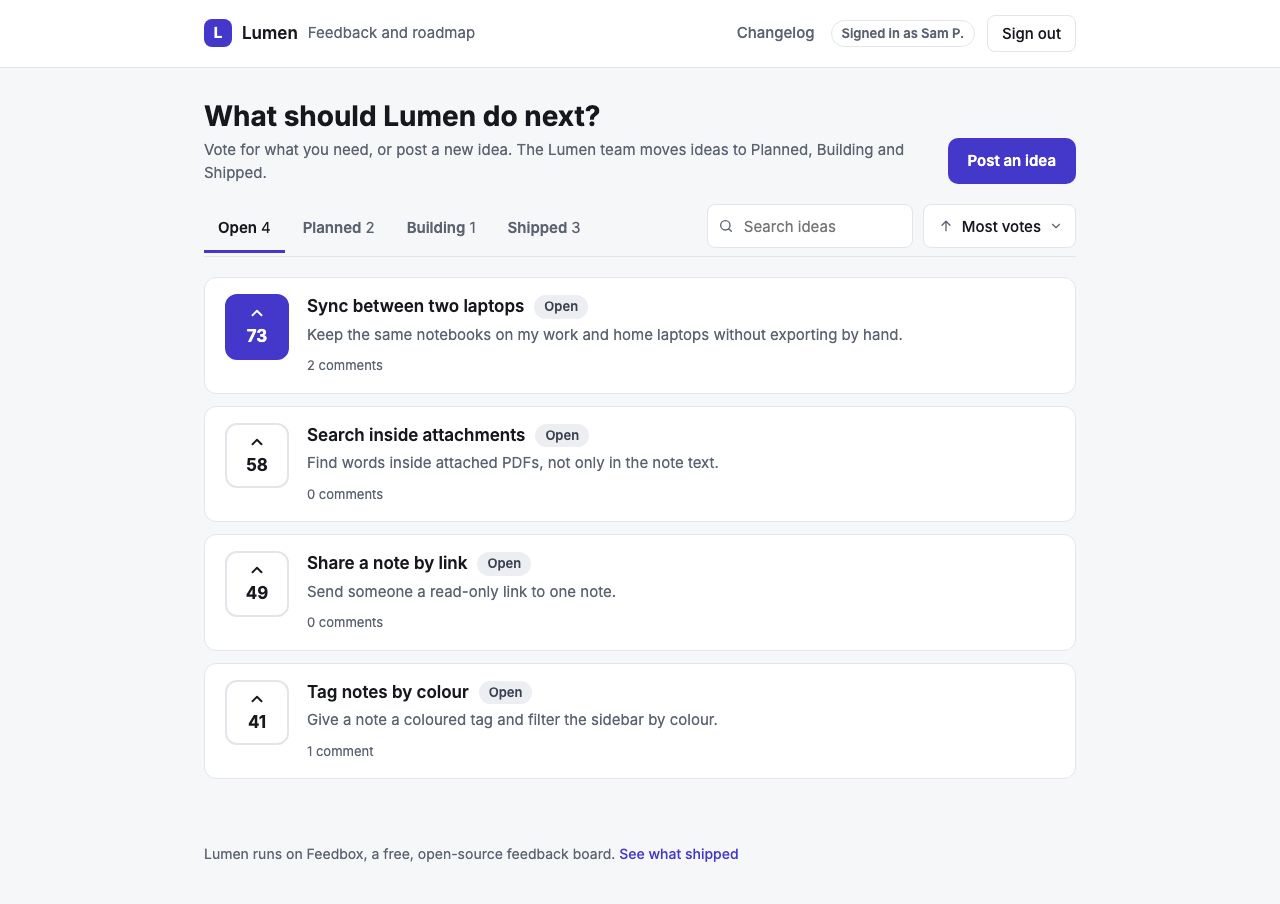 L Lumen Feedback and roadmap Changelog Signed in as Sam P. Sign out
What should Lumen do next?
Vote for what you need, or post a new idea. The Lumen team moves ideas to Planned, Building and
Shipped.
Post an idea
Open 4 Planned 2 Building 1 Shipped 3 Search ideas Most votes
73
Sync between two laptops Open
Keep the same notebooks on my work and home laptops without exporting by hand.
2 comments
58
Search inside attachments Open
Find words inside attached PDFs, not only in the note text.
0 comments
49
Share a note by link Open
Send someone a read-only link to one note.
0 comments
41
Tag notes by colour Open
Give a note a coloured tag and filter the sidebar by colour.
1 comment
Lumen runs on Feedbox, a free, open-source feedback board. See what shipped